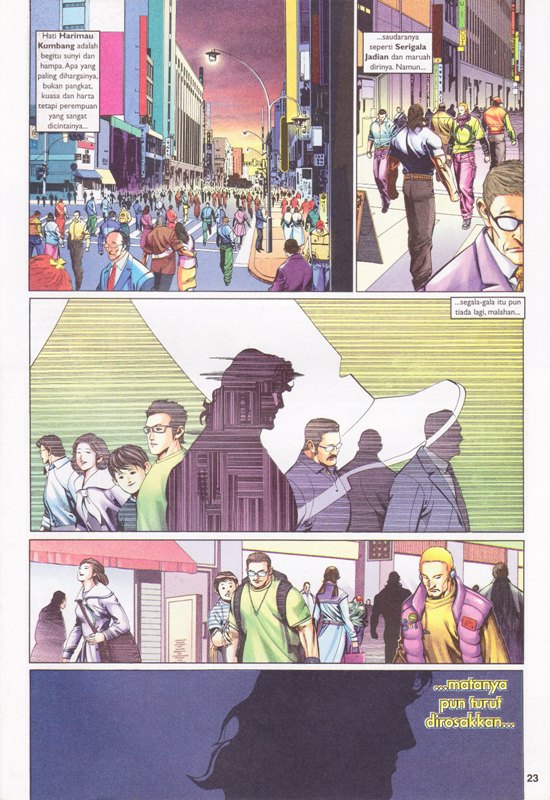 Hati Harimau
Kumbang adalah
begitu sunyi dan
hampa. Apa yang
paling dihargainya,
bukan pangkat,
kuasa dan harta
tetapi perempuan
yang sangat
dicintainya...
...saudaranya
seperti Serigala
Jadian dan maruah
dirinya. Namun...
...segala-gala itu pun
tiada lagi, malahan...
...matanya
pun turut
dirosakkan...
23